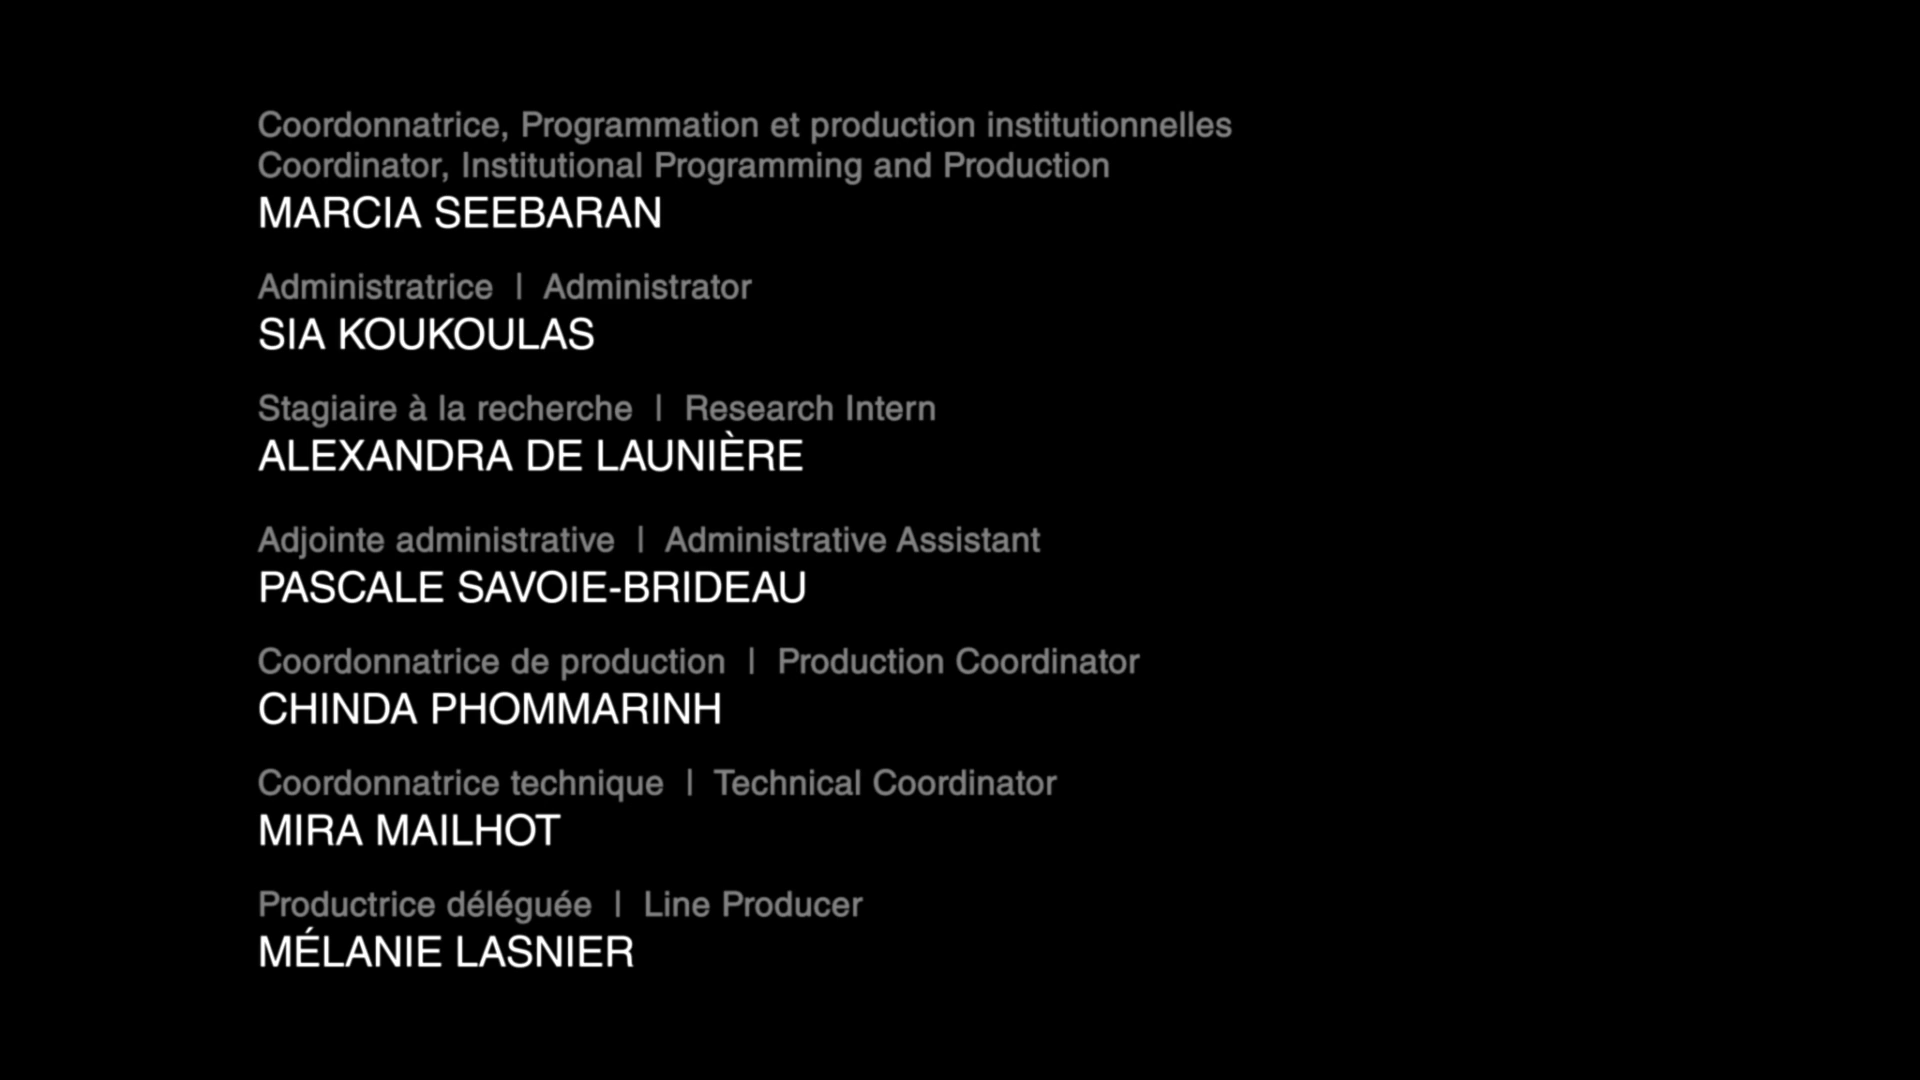 Coordonnatrice, Programmation et production institutionnelles
Coordinator, Institutional Programming and Production
MARCIA SEEBARAN
Administratrice | Administrator
SIA KOUKOULAS
Stagiaire à la recherche | Research Intern
ALEXANDRA DE LAUNIÈRE
Adjointe administrative | Administrative Assistant
PASCALE SAVOIE-BRIDEAU
Coordonnatrice de production | Production Coordinator
CHINDA PHOMMARINH
Coordonnatrice technique | Technical Coordinator
MIRA MAILHOT
Productrice déléguée | Line Producer
MÉLANIE LASNIER